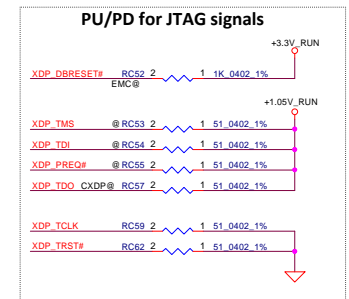 PU/PD for JTAG signals
+3.3V_RUN
XDP_DBRESET# RC52 2 1 1K_0402_1%
EMC@
+1.05V_RUN
XDP_TMS @ RC53 2 1 51_0402_1%
XDP_TDI @ RC54 2 1 51_0402_1%
XDP_PREQ# @ RC55 2 1 51_0402_1%
XDP_TDO CXDP@ RC57 2 1 51_0402_1%
XDP_TCLK RC59 2 1 51_0402_1%
XDP_TRST# RC62 2 1 51_0402_1%